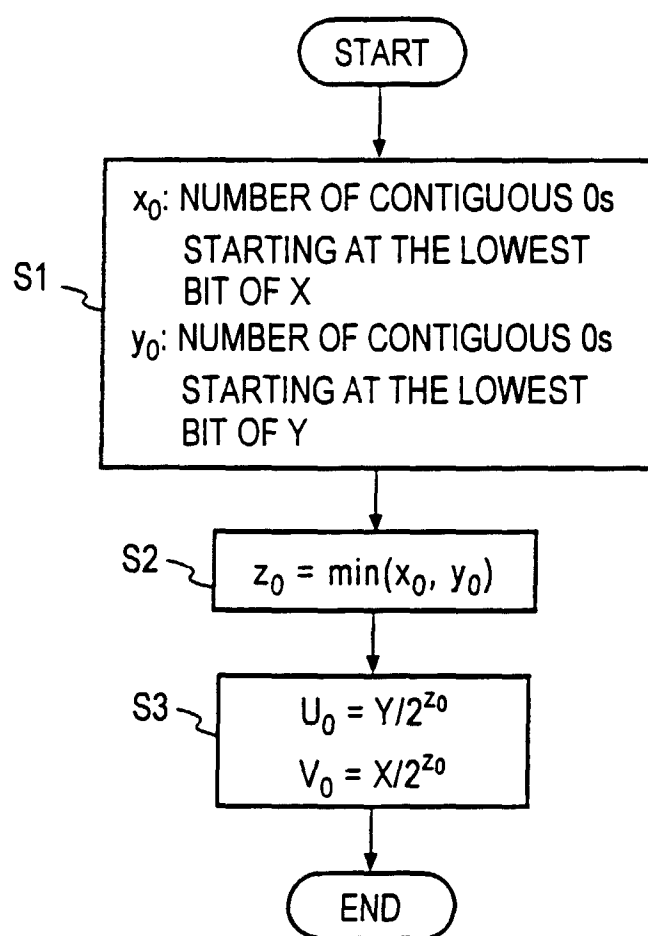 START
S1
x₀: NUMBER OF CONTIGUOUS 0s
STARTING AT THE LOWEST
BIT OF X
y₀: NUMBER OF CONTIGUOUS 0s
STARTING AT THE LOWEST
BIT OF Y
S2
z₀ = min(x₀, y₀)
S3
U₀ = Y/2^z₀
V₀ = X/2^z₀
END